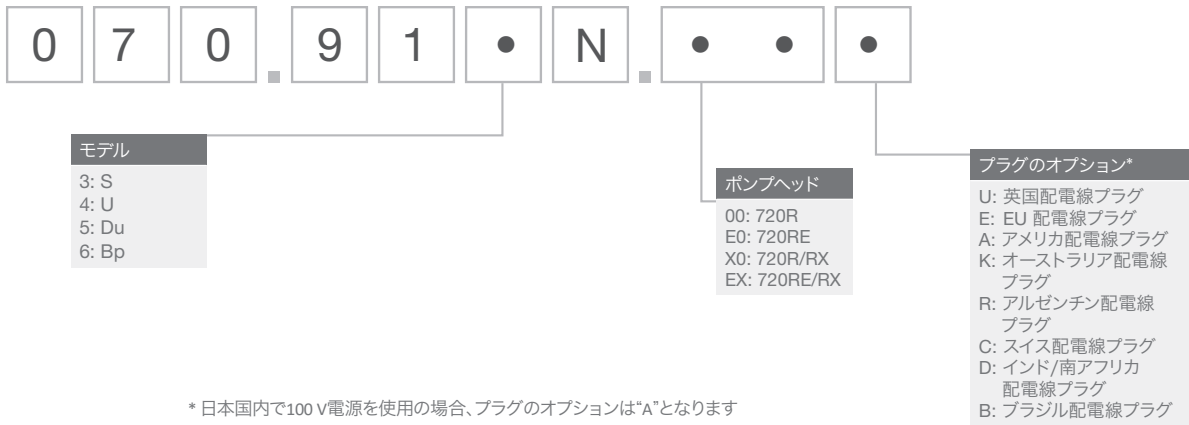 070.91•N.•••
モデル
3: S
4: U
5: Du
6: Bp
ポンプヘッド
00: 720R
E0: 720RE
X0: 720R/RX
EX: 720RE/RX
プラグのオプション*
U: 英国配電線プラグ
E: EU 配電線プラグ
A: アメリカ配電線プラグ
K: オーストラリア配電線
プラグ
R: アルゼンチン配電線
プラグ
C: スイス配電線プラグ
D: インド/南アフリカ
配電線プラグ
B: ブラジル配電線プラグ
* 日本国内で100 V電源を使用の場合、プラグのオプションは“A”となります